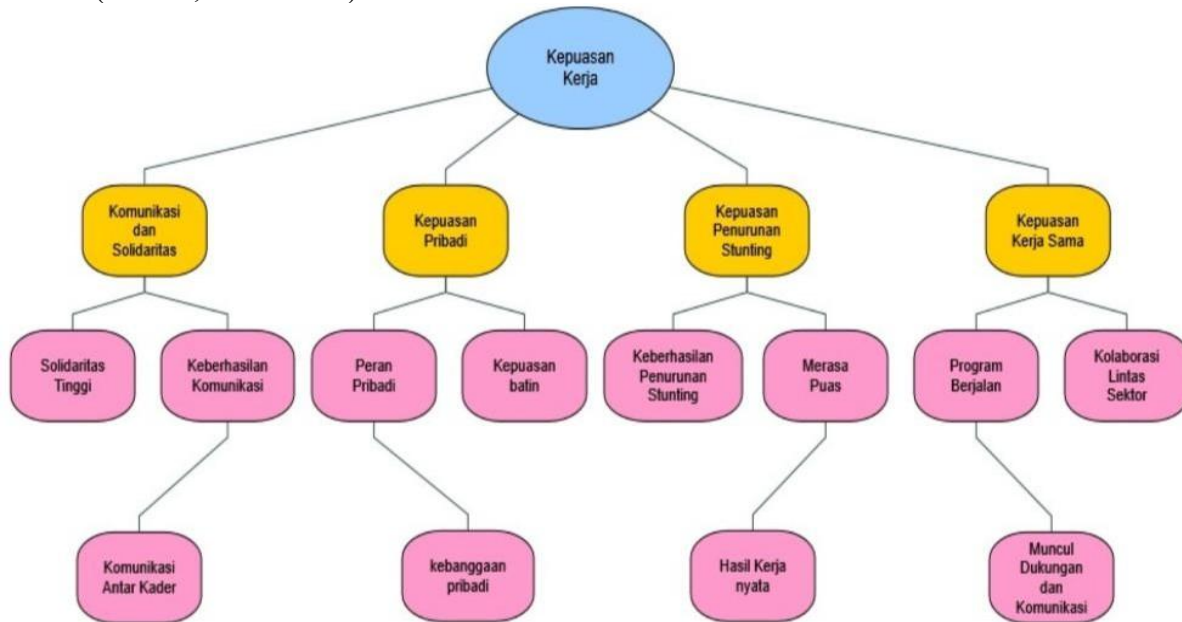 Kepuasan
Kerja
Komunikasi
dan
Solidaritas
Kepuasan
Pribadi
Kepuasan
Penurunan
Stunting
Kepuasan
Kerja Sama
Solidaritas
Tinggi
Keberhasilan
Komunikasi
Peran
Pribadi
Kepuasan
batin
Keberhasilan
Penurunan
Stunting
Merasa
Puas
Program
Berjalan
Kolaborasi
Lintas
Sektor
Komunikasi
Antar Kader
kebanggaan
pribadi
Hasil Kerja
nyata
Muncul
Dukungan
dan
Komunikasi